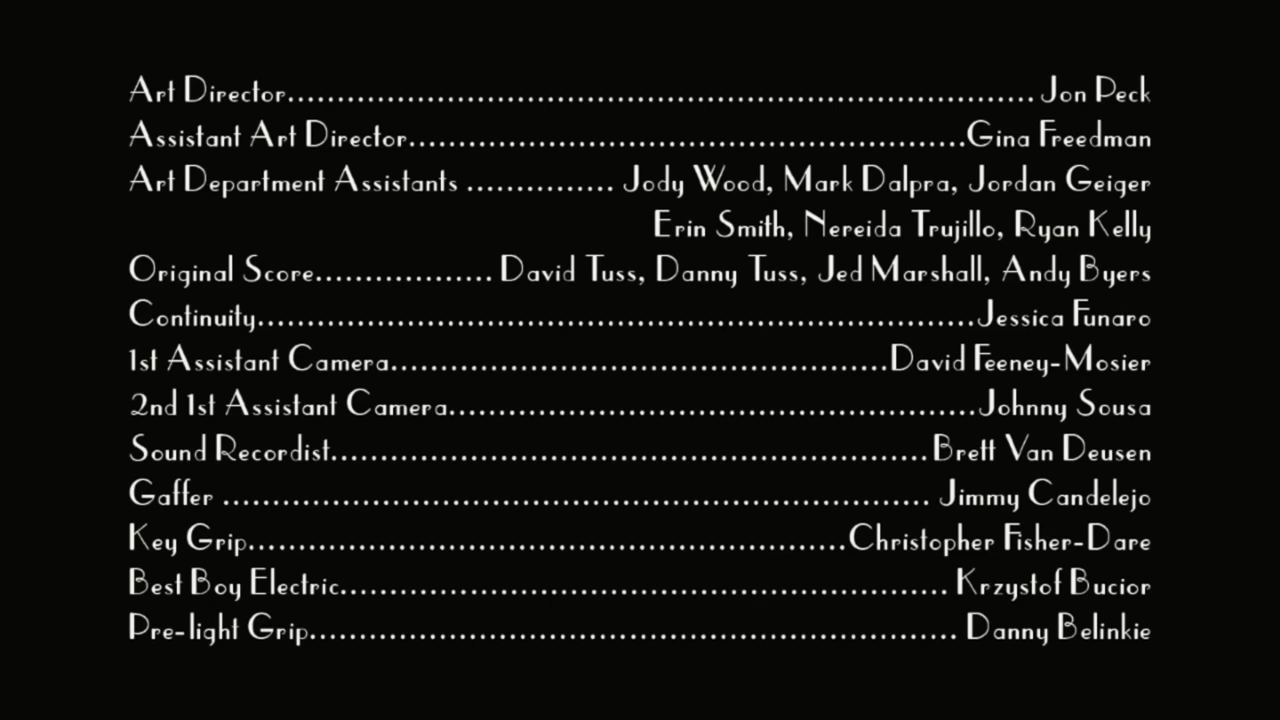 Art Director.......................................................................... Jon Peck
Assistant Art Director.......................................................Gina Freedman
Art Department Assistants ............... Jody Wood, Mark Dalpra, Jordan Geiger
Erin Smith, Nereida Trujillo, Ryan Kelly
Original Score.................. David Tuss, Danny Tuss, Jed Marshall, Andy Byers
Continuity.......................................................................Jessica Funaro
1st Assistant Camera.................................................David Feeney-Mosier
2nd 1st Assistant Camera....................................................Johnny Sousa
Sound Recordist...........................................................Brett Van Deusen
Gaffer ...................................................................... Jimmy Candelejo
Key Grip...........................................................Christopher Fisher-Dare
Best Boy Electric............................................................ Krzystof Bucior
Pre-light Grip................................................................ Danny Belinkie